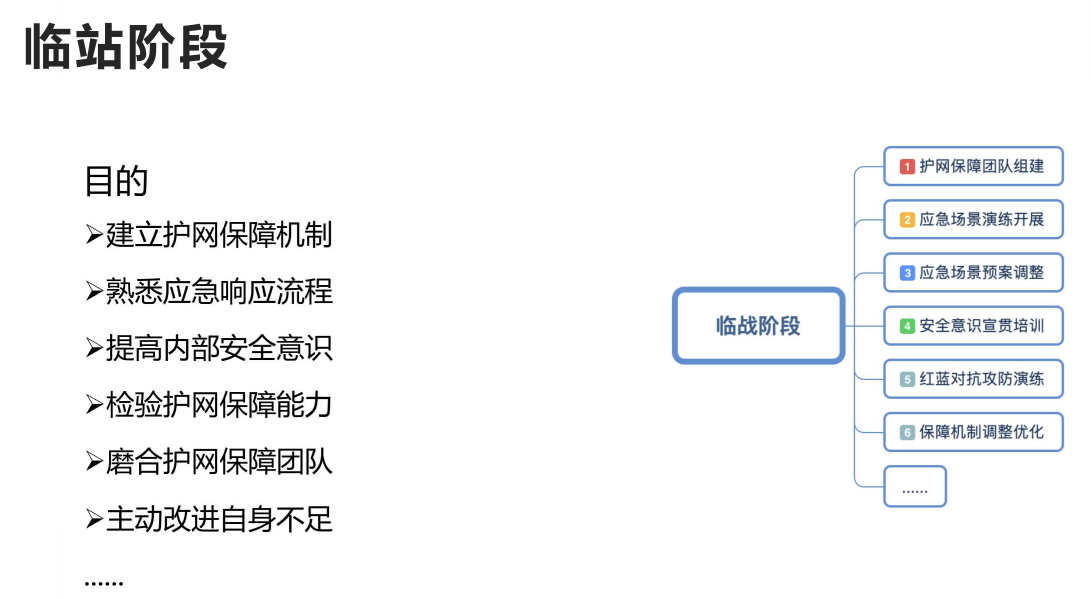 临站阶段
目的
➢建立护网保障机制
➢熟悉应急响应流程
➢提高内部安全意识
➢检验护网保障能力
➢磨合护网保障团队
➢主动改进自身不足
......
临战阶段
1 护网保障团队组建
2 应急场景演练开展
3 应急场景预案调整
4 安全意识宣贯培训
5 红蓝对抗攻防演练
6 保障机制调整优化
......